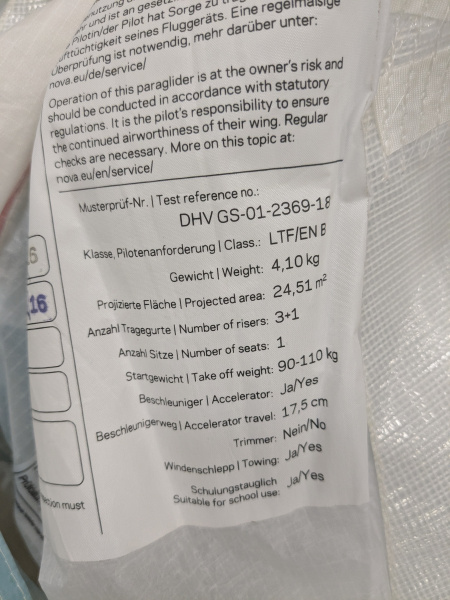 und ist an gesetz
Pilotin/der Pilot hat Sorge zu
seines Fluggeräts. Eine regelmäßige
Überprüfung ist notwendig, mehr darüber unter:
nova.eu/de/service/
Operation of this paraglider is at the owner's risk and
should be conducted in accordance with statutory
regulations. It is the pilot's responsibility to ensure
the continued airworthiness of their wing. Regular
checks are necessary. More on this topic at:
nova.eu/en/service/
Musterprüf-Nr. | Test reference no.:
DHV GS-01-2369-18
Klasse, Pilotenanforderung | Class.: LTF/EN B
Gewicht | Weight: 4,10 kg
Projizierte Fläche | Projected area: 24,51 m²
Anzahl Tragegurte | Number of risers: 3+1
Anzahl Sitze | Number of seats: 1
Startgewicht | Take off weight: 90-110 kg
Beschleuniger | Accelerator: Ja/Yes
Beschleunigerweg | Accelerator travel: 17,5 cm
Trimmer: Nein/No
Windenschlepp | Towing: Ja/Yes
Schulungstauglich
Suitable for school use: Ja/Yes
6
16
must